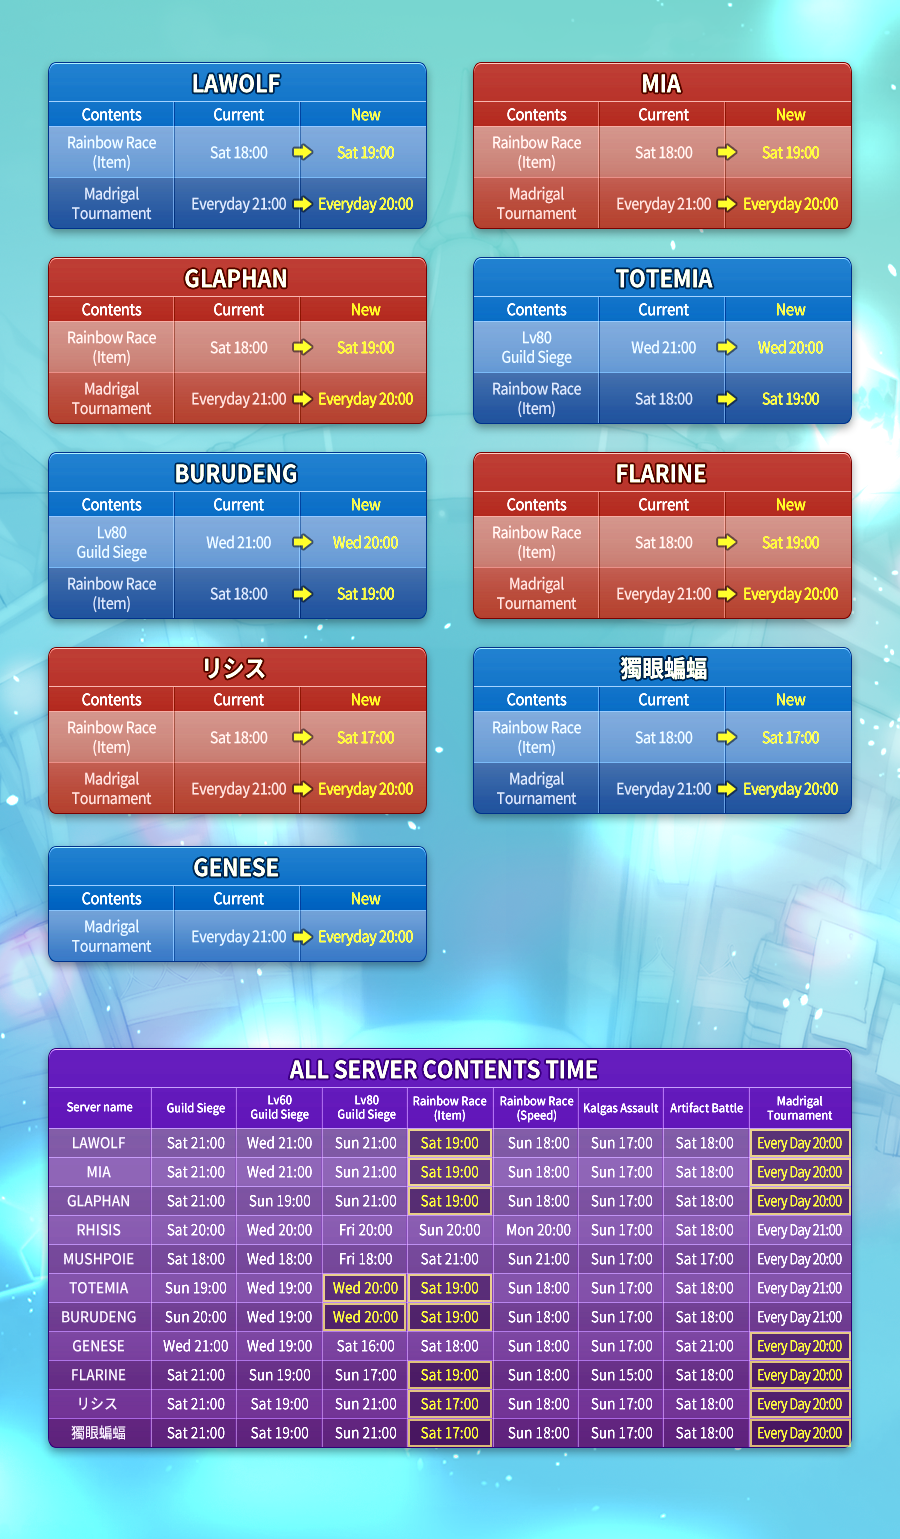 LAWOLF
Contents Current New
Rainbow Race
(Item)
Sat 18:00 Sat 19:00
Madrigal
Tournament
Everyday 21:00 Everyday 20:00
MIA
Contents Current New
Rainbow Race
(Item)
Sat 18:00 Sat 19:00
Madrigal
Tournament
Everyday 21:00 Everyday 20:00
GLAPHAN
Contents Current New
Rainbow Race
(Item)
Sat 18:00 Sat 19:00
Madrigal
Tournament
Everyday 21:00 Everyday 20:00
TOTEMIA
Contents Current New
Lv80
Guild Siege
Wed 21:00 Wed 20:00
Rainbow Race
(Item)
Sat 18:00 Sat 19:00
BURUDENG
Contents Current New
Lv80
Guild Siege
Wed 21:00 Wed 20:00
Rainbow Race
(Item)
Sat 18:00 Sat 19:00
FLARINE
Contents Current New
Rainbow Race
(Item)
Sat 18:00 Sat 19:00
Madrigal
Tournament
Everyday 21:00 Everyday 20:00
リシス
Contents Current New
Rainbow Race
(Item)
Sat 18:00 Sat 17:00
Madrigal
Tournament
Everyday 21:00 Everyday 20:00
獨眼蝙蝠
Contents Current New
Rainbow Race
(Item)
Sat 18:00 Sat 17:00
Madrigal
Tournament
Everyday 21:00 Everyday 20:00
GENESE
Contents Current New
Madrigal
Tournament
Everyday 21:00 Everyday 20:00
ALL SERVER CONTENTS TIME
Server name
Guild Siege
Lv60
Guild Siege
Lv80
Guild Siege
Rainbow Race
(Item)
Rainbow Race
(Speed)
Kalgas Assault
Artifact Battle
Madrigal
Tournament
LAWOLF Sat 21:00 Wed 21:00 Sun 21:00 Sat 19:00 Sun 18:00 Sun 17:00 Sat 18:00 Every Day 20:00
MIA Sat 21:00 Wed 21:00 Sun 21:00 Sat 19:00 Sun 18:00 Sun 17:00 Sat 18:00 Every Day 20:00
GLAPHAN Sat 21:00 Sun 19:00 Sun 21:00 Sat 19:00 Sun 18:00 Sun 17:00 Sat 18:00 Every Day 20:00
RHISIS Sat 20:00 Wed 20:00 Fri 20:00 Sun 20:00 Mon 20:00 Sun 17:00 Sat 18:00 Every Day 21:00
MUSHPOIE Sat 18:00 Wed 18:00 Fri 18:00 Sat 21:00 Sun 21:00 Sun 17:00 Sat 17:00 Every Day 20:00
TOTEMIA Sun 19:00 Wed 19:00 Wed 20:00 Sat 19:00 Sun 18:00 Sun 17:00 Sat 18:00 Every Day 21:00
BURUDENG Sun 20:00 Wed 19:00 Wed 20:00 Sat 19:00 Sun 18:00 Sun 17:00 Sat 18:00 Every Day 21:00
GENESE Wed 21:00 Wed 19:00 Sat 16:00 Sat 18:00 Sun 18:00 Sun 17:00 Sat 21:00 Every Day 20:00
FLARINE Sat 21:00 Sun 19:00 Sun 17:00 Sat 19:00 Sun 18:00 Sun 15:00 Sat 18:00 Every Day 20:00
リシス Sat 21:00 Sat 19:00 Sun 21:00 Sat 17:00 Sun 18:00 Sun 17:00 Sat 18:00 Every Day 20:00
獨眼蝙蝠 Sat 21:00 Sat 19:00 Sun 21:00 Sat 17:00 Sun 18:00 Sun 17:00 Sat 18:00 Every Day 20:00